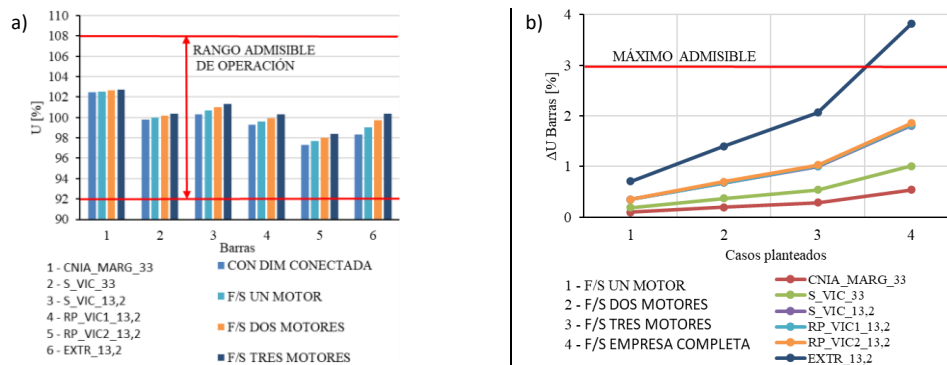 a)
108
106
104
102
100
98
96
94
92
90
U [%]
RANGO ADMISIBLE
DE OPERACIÓN
1 2 3 4 5 6
Barras
1 - CNIA_MARG_33
2 - S_VIC_33
3 - S_VIC_13,2
4 - RP_VIC1_13,2
5 - RP_VIC2_13,2
6 - EXTR_13,2
CON DIM CONECTADA
F/S UN MOTOR
F/S DOS MOTORES
F/S TRES MOTORES
b)
4
3
2
1
0
ΔU Barras [%]
MÁXIMO ADMISIBLE
1 2 3 4
Casos planteados
1 - F/S UN MOTOR
2 - F/S DOS MOTORES
3 - F/S TRES MOTORES
4 - F/S EMPRESA COMPLETA
CNIA_MARG_33
S_VIC_33
S_VIC_13,2
RP_VIC1_13,2
RP_VIC2_13,2
EXTR_13,2